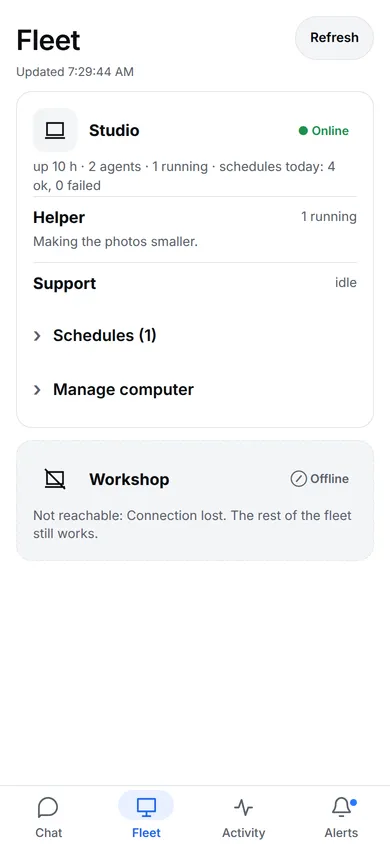 Fleet
Refresh
Updated 7:29:44 AM
Studio
Online
up 10 h · 2 agents · 1 running · schedules today: 4
ok, 0 failed
Helper
1 running
Making the photos smaller.
Support
idle
Schedules (1)
Manage computer
Workshop
Offline
Not reachable: Connection lost. The rest of the fleet
still works.
Chat
Fleet
Activity
Alerts